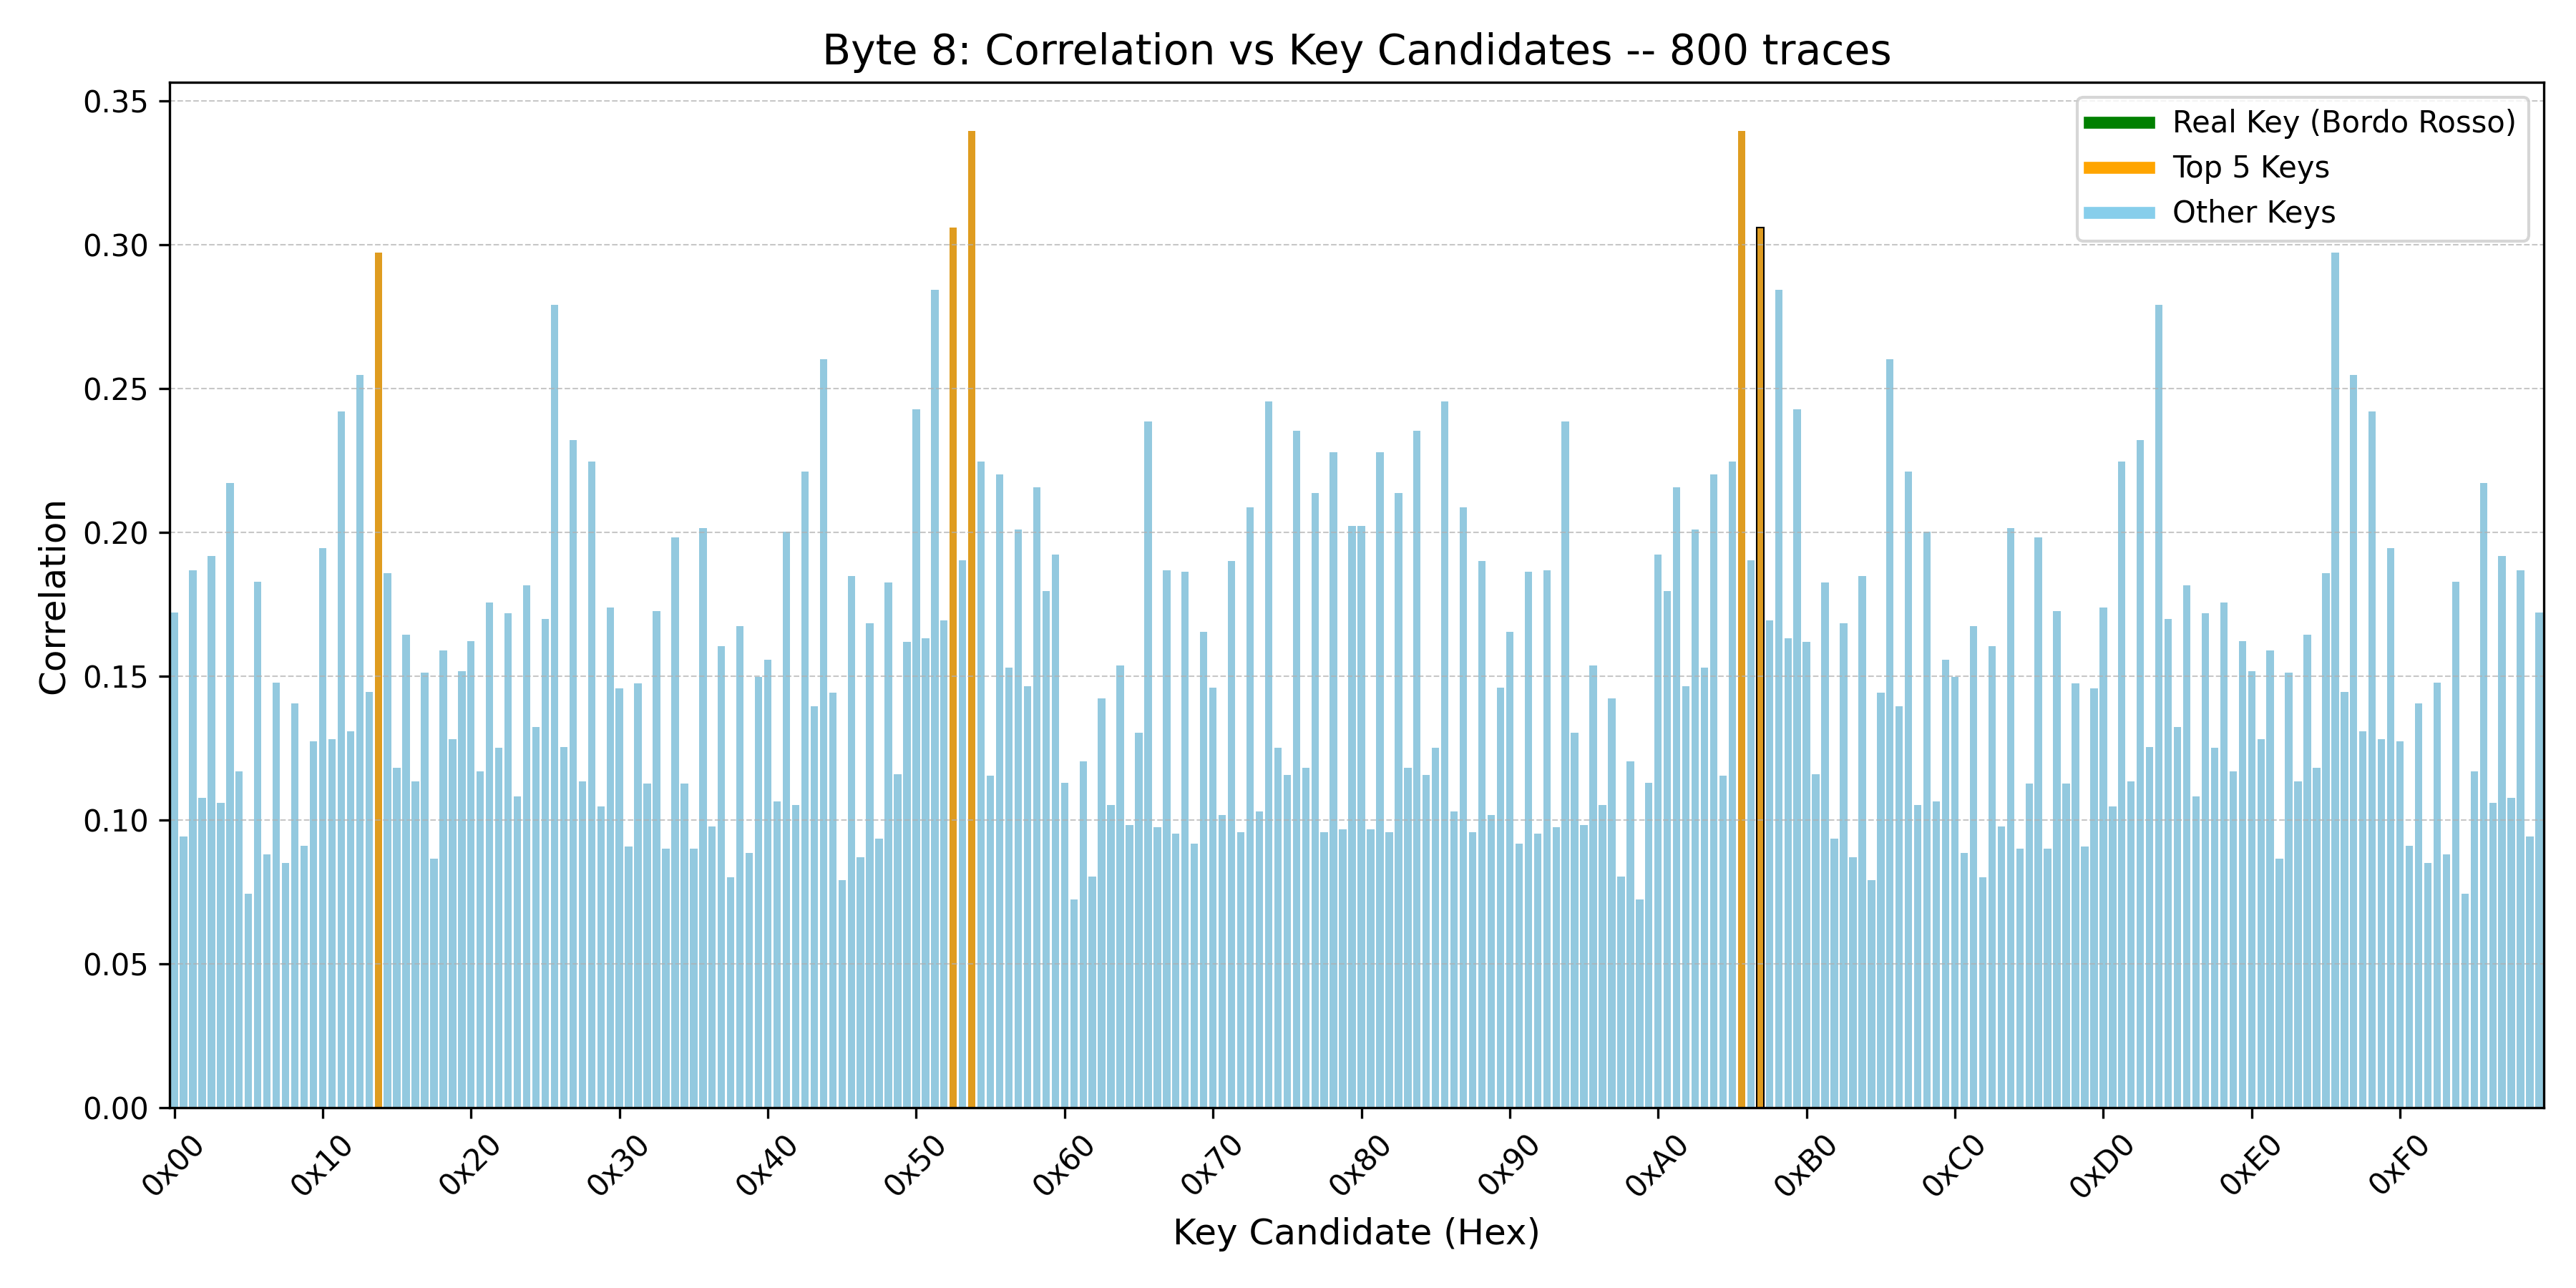 Byte 8: Correlation vs Key Candidates -- 800 traces
Real Key (Bordo Rosso)
Top 5 Keys
Other Keys
Correlation
0.35
0.30
0.25
0.20
0.15
0.10
0.05
0.00
0x00
0x10
0x20
0x30
0x40
0x50
0x60
0x70
0x80
0x90
0xA0
0xB0
0xC0
0xD0
0xE0
0xF0
Key Candidate (Hex)